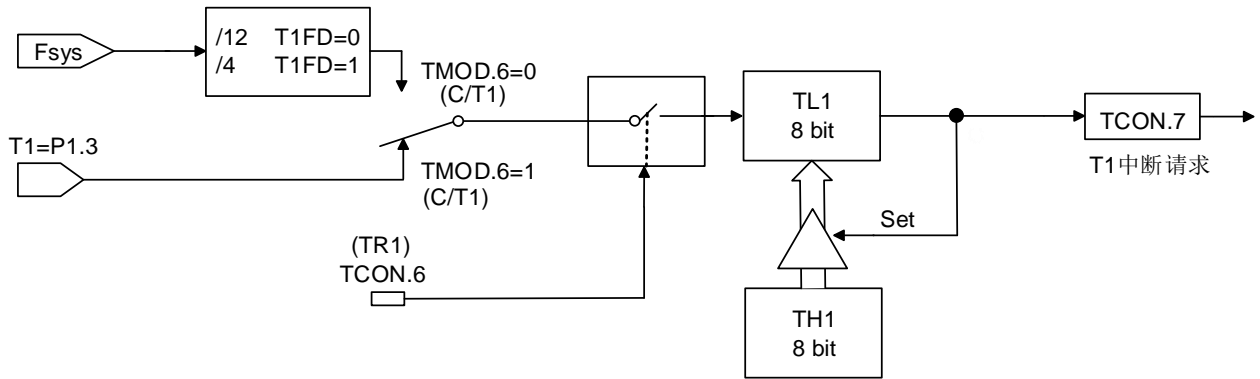 Fsys
/12 T1FD=0
/4 T1FD=1
TMOD.6=0
(C/T1)
T1=P1.3
TMOD.6=1
(C/T1)
(TR1)
TCON.6
TL1
8 bit
Set
TH1
8 bit
TCON.7
T1中断请求